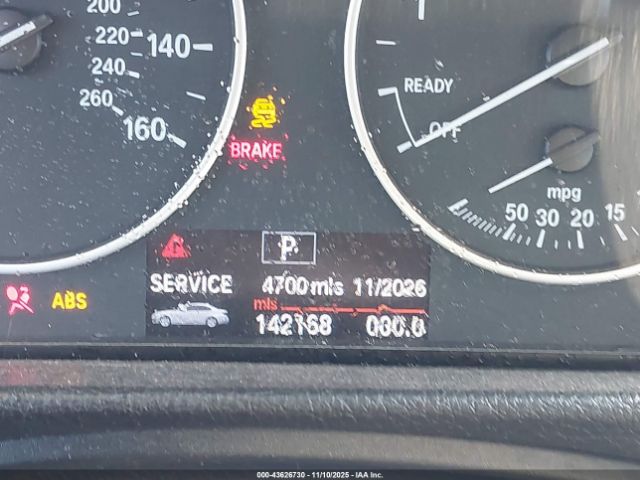 200
220
240
260
140
160
BRAKE
1
READY
OFF
mpg
50 30 20 15
P
SERVICE 4700 mls 11/2026
mls
142168 000.0
ABS
000-43626730 - 11/10/2025 - IAA Inc.